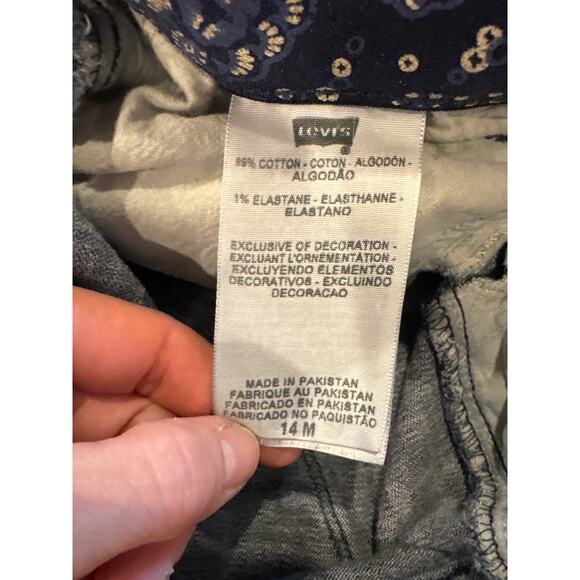 Levi's
®
99% COTTON - COTON - ALGODÓN -
ALGODÃO
1% ELASTANE - ELASTHANNE -
ELASTANO
EXCLUSIVE OF DECORATION -
EXCLUANT L'ORNEMENTATION -
EXCLUYENDO ELEMENTOS
DECORATIVOS - EXCLUINDO
DECORACAO
MADE IN PAKISTAN
FABRIQUE AU PAKISTAN
FABRICADO EN PAKISTAN
FABRICADO NO PAQUISTÃO
14 M